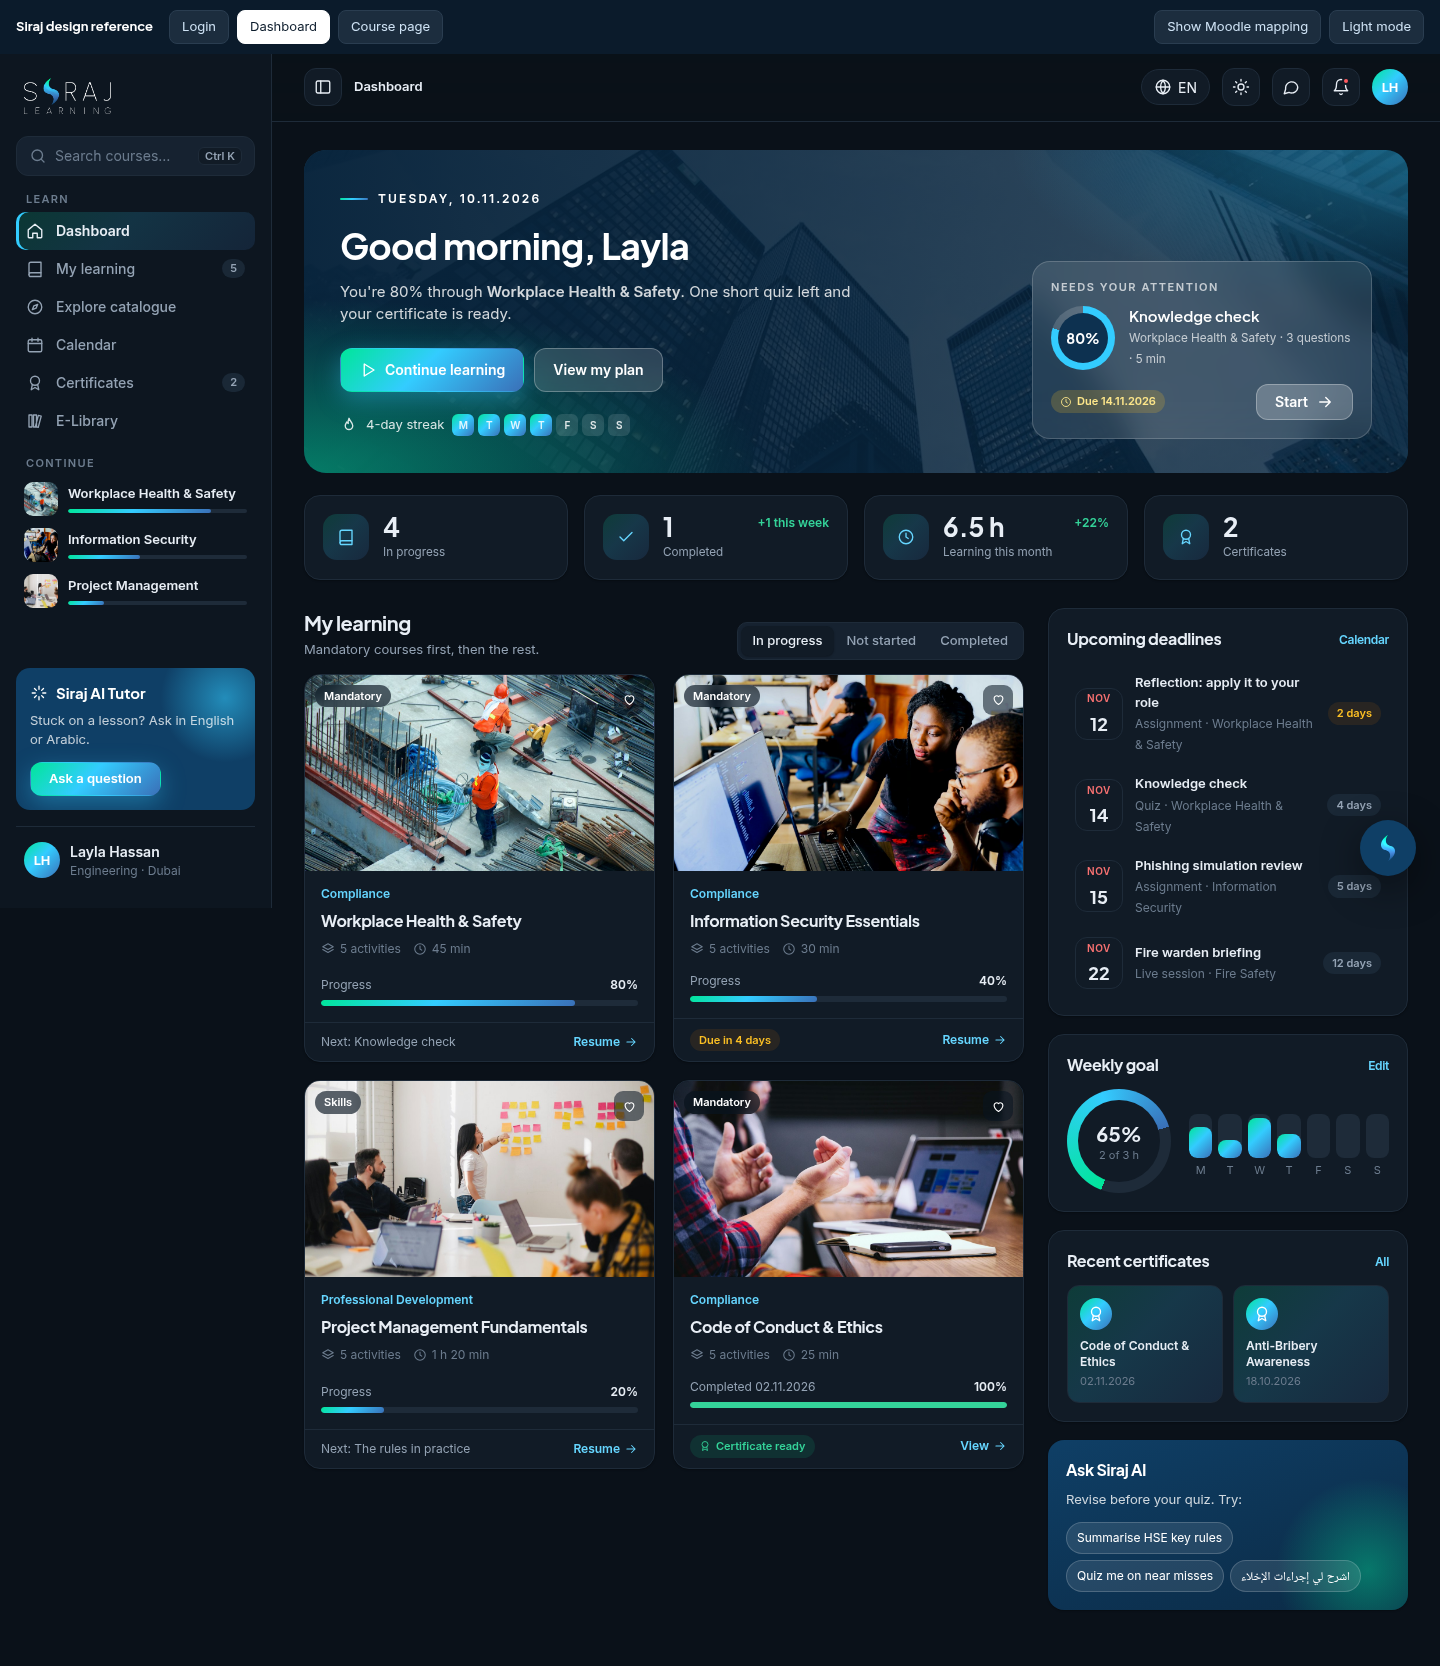 Siraj design reference
Login
Dashboard
Course page
Show Moodle mapping
Light mode
SIRAJ
LEARNING
Search courses...
Ctrl K
LEARN
Dashboard
My learning
5
Explore catalogue
Calendar
Certificates
2
E-Library
CONTINUE
Workplace Health & Safety
Information Security
Project Management
Siraj AI Tutor
Stuck on a lesson? Ask in English
or Arabic.
Ask a question
LH
Layla Hassan
Engineering · Dubai
Dashboard
EN
LH
TUESDAY, 10.11.2026
Good morning, Layla
You're 80% through Workplace Health & Safety. One short quiz left and
your certificate is ready.
Continue learning
View my plan
4-day streak
M T W T F S S
NEEDS YOUR ATTENTION
80%
Knowledge check
Workplace Health & Safety · 3 questions
· 5 min
Due 14.11.2026
Start
4
In progress
1
Completed
+1 this week
6.5 h
Learning this month
+22%
2
Certificates
My learning
Mandatory courses first, then the rest.
In progress
Not started
Completed
Mandatory
Compliance
Workplace Health & Safety
5 activities
45 min
Progress
80%
Next: Knowledge check
Resume
Mandatory
Compliance
Information Security Essentials
5 activities
30 min
Progress
40%
Due in 4 days
Resume
Skills
Professional Development
Project Management Fundamentals
5 activities
1 h 20 min
Progress
20%
Next: The rules in practice
Resume
Mandatory
Compliance
Code of Conduct & Ethics
5 activities
25 min
Completed 02.11.2026
100%
Certificate ready
View
Upcoming deadlines
Calendar
NOV
12
Reflection: apply it to your
role
Assignment · Workplace Health
& Safety
2 days
NOV
14
Knowledge check
Quiz · Workplace Health &
Safety
4 days
NOV
15
Phishing simulation review
Assignment · Information
Security
5 days
NOV
22
Fire warden briefing
Live session · Fire Safety
12 days
Weekly goal
Edit
65%
2 of 3 h
M T W T F S S
Recent certificates
All
Code of Conduct &
Ethics
02.11.2026
Anti-Bribery
Awareness
18.10.2026
Ask Siraj AI
Revise before your quiz. Try:
Summarise HSE key rules
Quiz me on near misses
اشرح لي إجراءات الإخلاء